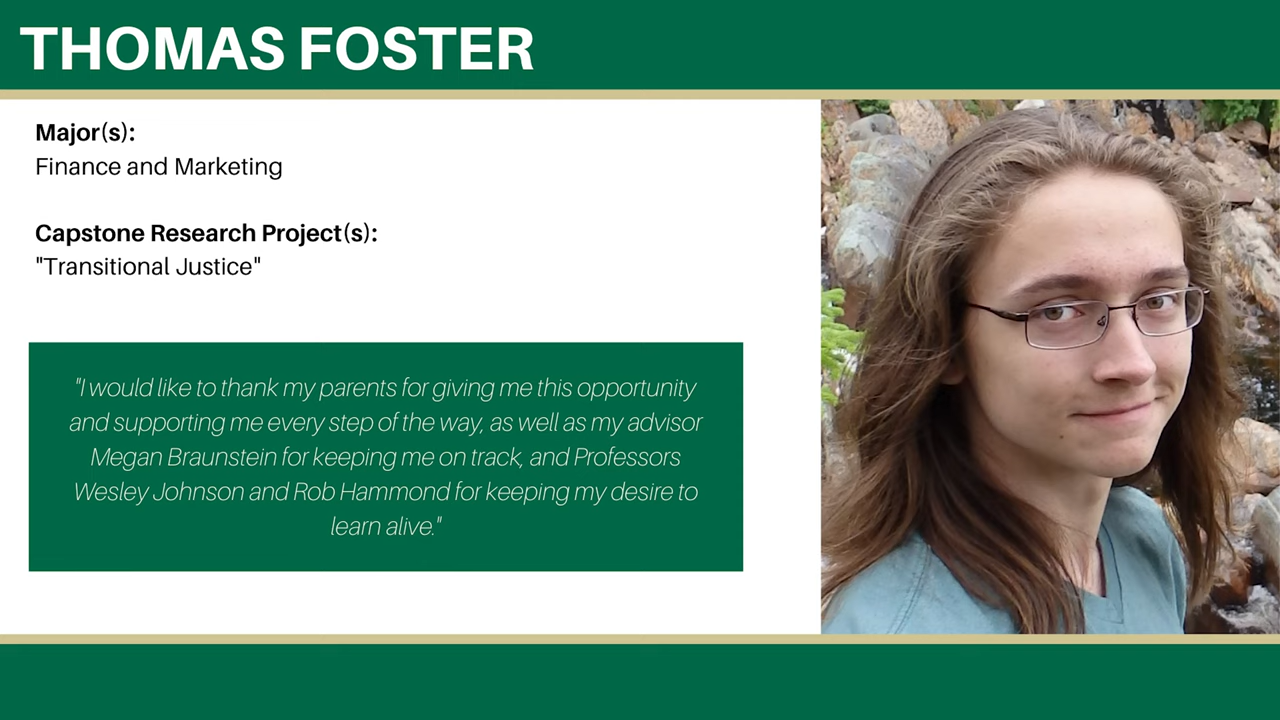 THOMAS FOSTER
Major(s):
Finance and Marketing
Capstone Research Project(s):
"Transitional Justice"
"I would like to thank my parents for giving me this opportunity
and supporting me every step of the way, as well as my advisor
Megan Braunstein for keeping me on track, and Professors
Wesley Johnson and Rob Hammond for keeping my desire to
learn alive."